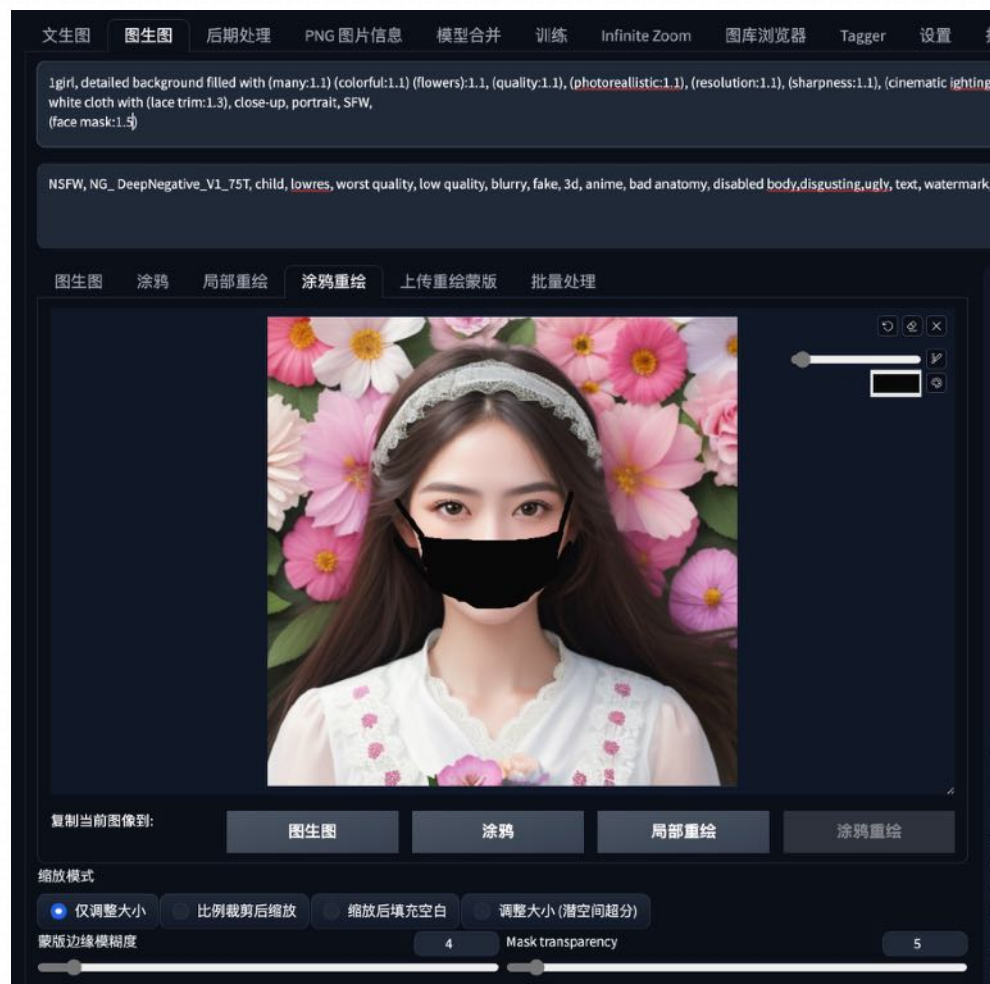 文生图 图生图 后期处理 PNG 图片信息 模型合并 训练 Infinite Zoom 图库浏览器 Tagger 设置
1girl, detailed background filled with (many:1.1) (colorful:1.1) (flowers):1.1, (quality:1.1), (photoreallistic:1.1), (resolution:1.1), (sharpness:1.1), (cinematic ighting
white cloth with (lace trim:1.3), close-up, portrait, SFW,
(face mask:1.5)
NSFW, NG_ DeepNegative_V1_75T, child, lowres, worst quality, low quality, blurry, fake, 3d, anime, bad anatomy, disabled body,disgusting,ugly, text, watermark
图生图 涂鸦 局部重绘 涂鸦重绘 上传重绘蒙版 批量处理
复制当前图像到: 图生图 涂鸦 局部重绘 涂鸦重绘
缩放模式
仅调整大小 比例裁剪后缩放 缩放后填充空白 调整大小 (潜空间超分)
蒙版边缘模糊度 4 Mask transparency 5